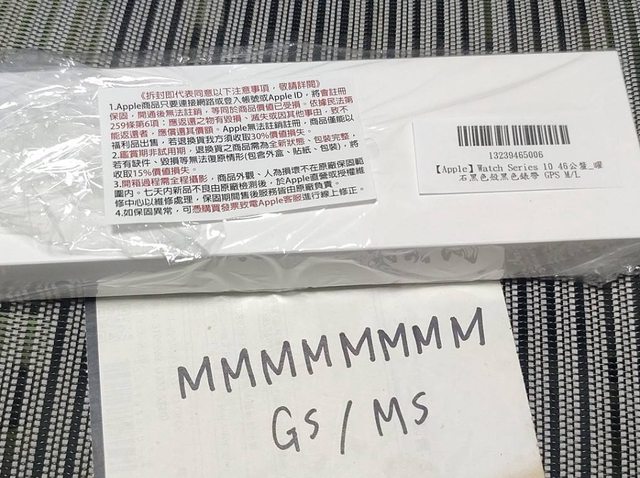 《拆封即代表同意以下注意事項，敬請詳閱》
1.Apple商品只要連接網路或登入帳號或Apple ID，將會註冊
保固，開通後無法註銷，等同於商品價值已受損。依據民法第
259條第6項：應返還之物有毀損、滅失或因其他事由，致不
能返還者，應償還其價額。Apple無法註銷註冊，商品僅能以
福利品出售，若退換貨我方須收取30%價值損失。
2.鑑賞期非試用期，退換貨之商品需為全新狀態、包裝完整，
若有缺件、毀損等無法復原情形(包含外盒、貼紙、包裝)，將
收取15%價值損失。
3.開箱過程需全程攝影，商品外觀、人為損壞不在原廠保固範
圍內。七天內新品不良由原廠檢測後，於Apple直營或授權維
修中心以維修處理，保固期間售後服務皆由原廠負責。
4.如保固異常，可憑購買發票致電Apple客服進行線上修正。
13239465006
【Apple】Watch Series 10 46公釐_曜
石黑色殼黑色錶帶 GPS M/L
MMMMMMMM
GS/MS